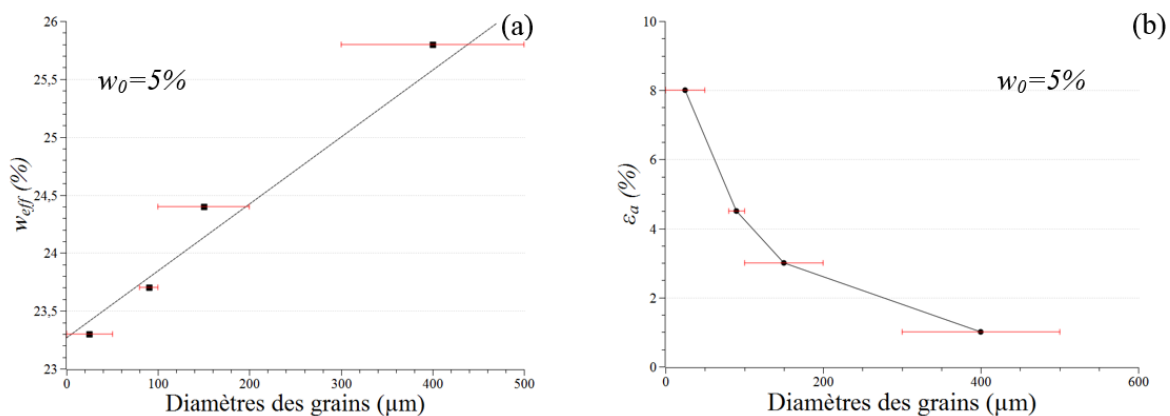 (a)
w0=5%
26
25,5
25
24,5
24
23,5
23
weff (%)
0 100 200 300 400 500
Diamètres des grains (µm)
(b)
w0=5%
10
8
6
4
2
0
εa (%)
0 200 400 600
Diamètres des grains (µm)